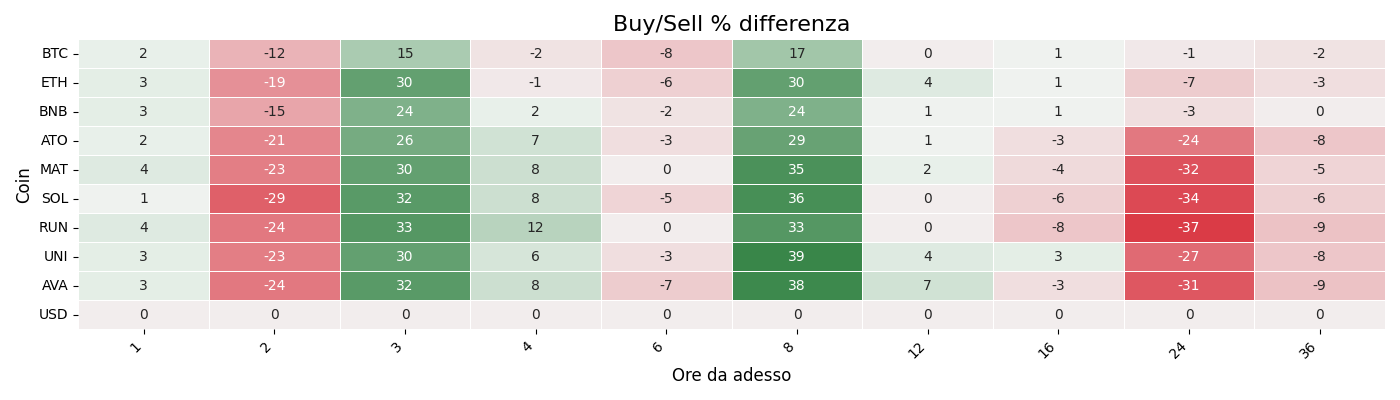 Buy/Sell % differenza
Coin
BTC 2 -12 15 -2 -8 17 0 1 -1 -2
ETH 3 -19 30 -1 -6 30 4 1 -7 -3
BNB 3 -15 24 2 -2 24 1 1 -3 0
ATO 2 -21 26 7 -3 29 1 -3 -24 -8
MAT 4 -23 30 8 0 35 2 -4 -32 -5
SOL 1 -29 32 8 -5 36 0 -6 -34 -6
RUN 4 -24 33 12 0 33 0 -8 -37 -9
UNI 3 -23 30 6 -3 39 4 3 -27 -8
AVA 3 -24 32 8 -7 38 7 -3 -31 -9
USD 0 0 0 0 0 0 0 0 0 0
1 2 3 4 6 8 12 16 24 36
Ore da adesso